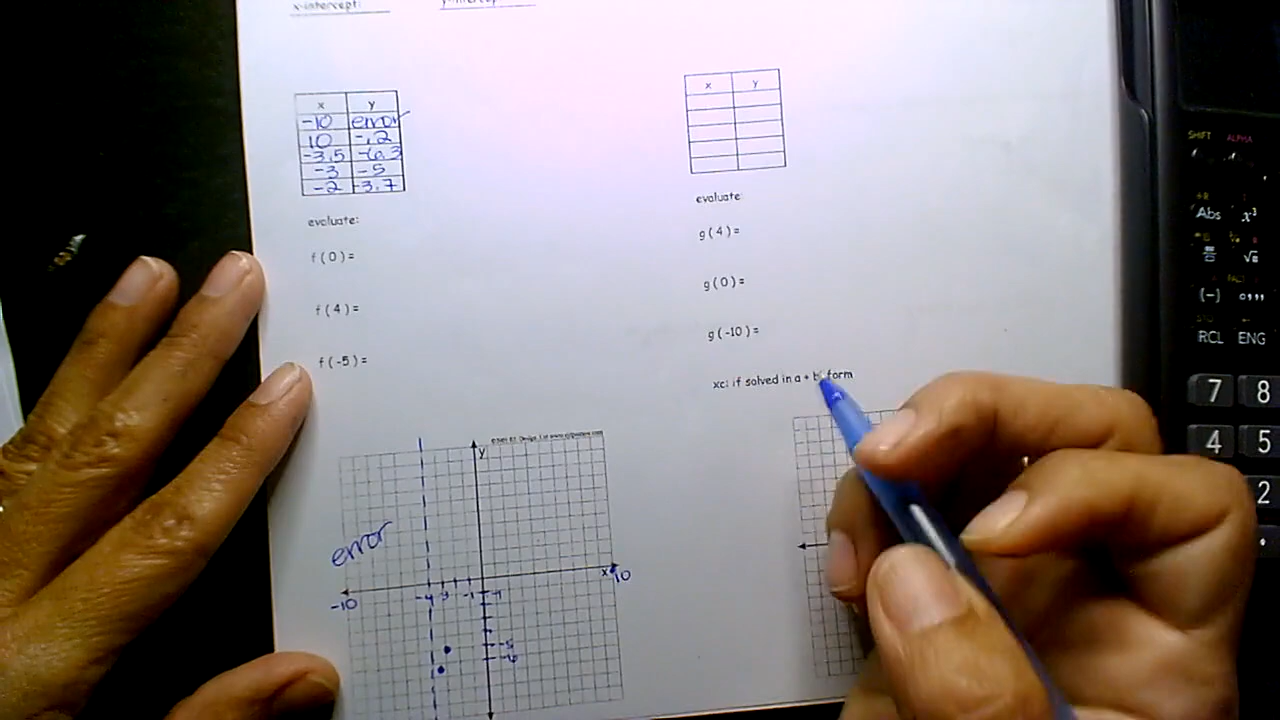 x-intercept:
x y
-10 error
10 -.2
-3.5 -6.3
-3 -5
-2 -3.7
evaluate:
f ( 0 ) =
f ( 4 ) =
f ( -5 ) =
error
y
x
10
-10
-4
3
-1
-1
-5
-6
x y
evaluate:
g ( 4 ) =
g ( 0 ) =
g ( -10 ) =
xc: if solved in a + form
SHIFT ALPHA
Abs x³
(-)
RCL ENG
7 8
4 5
2